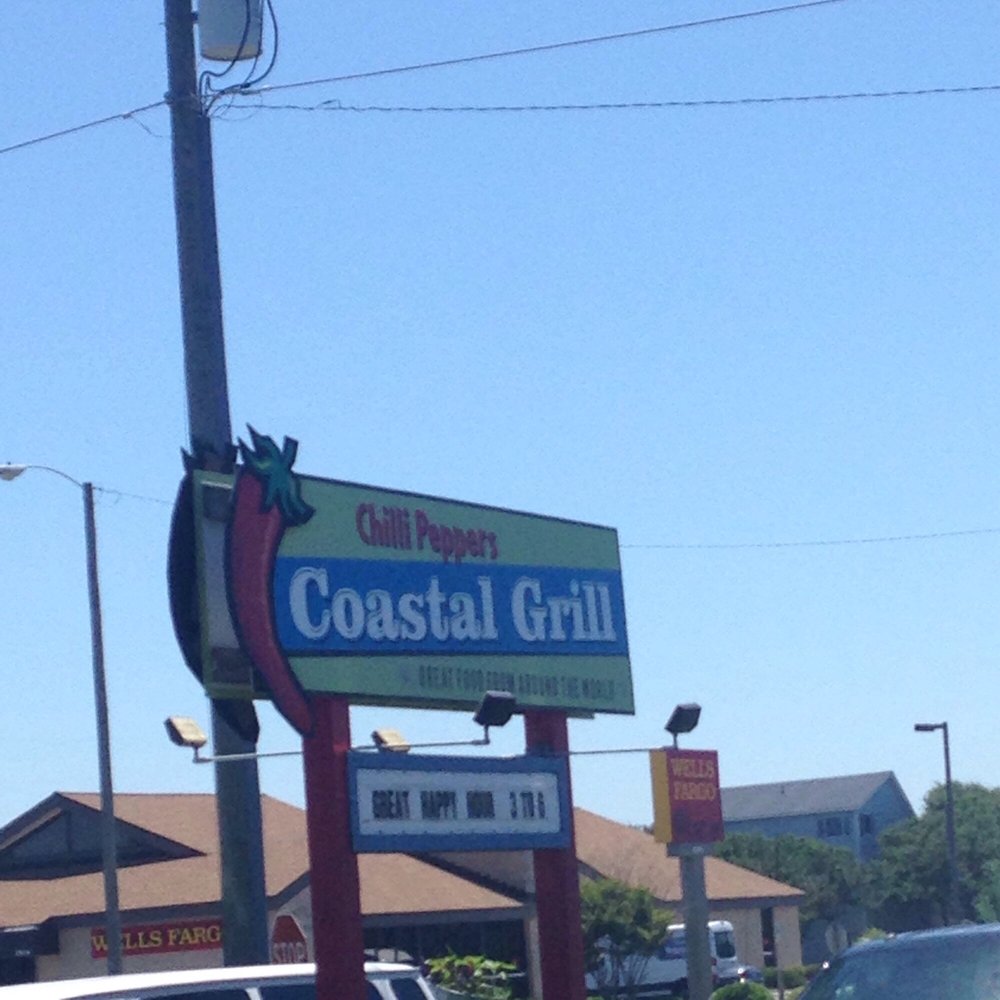 Chilli Peppers
Coastal Grill
GREAT FOOD FROM AROUND THE WORLD
GREAT HAPPY HOUR 3 TO 6
WELLS
FARGO
WELLS FARG
STOP